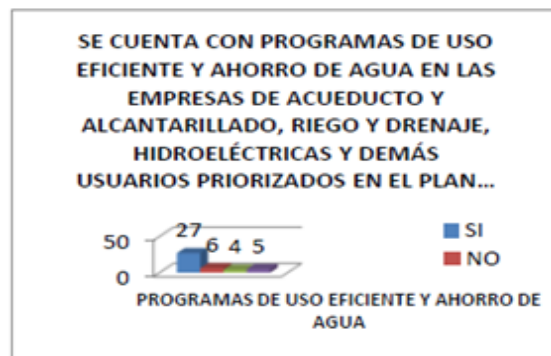 SE CUENTA CON PROGRAMAS DE USO
EFICIENTE Y AHORRO DE AGUA EN LAS
EMPRESAS DE ACUEDUCTO Y
ALCANTARILLADO, RIEGO Y DRENAJE,
HIDROELÉCTRICAS Y DEMÁS
USUARIOS PRIORIZADOS EN EL PLAN...
27
6 4 5
50
0
SI
NO
PROGRAMAS DE USO EFICIENTE Y AHORRO DE
AGUA